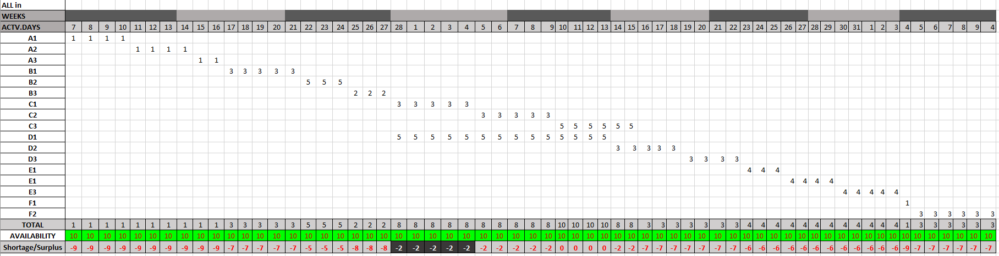 ALL in
WEEKS
ACTV.DAYS 7 8 9 10 11 12 13 14 15 16 17 18 19 20 21 22 23 24 25 26 27 28 1 2 3 4 5 6 7 8 9 10 11 12 13 14 15 16 17 18 19 20 21 22 23 24 25 26 27 28 29 30 31 1 2 3 4 5 6 7 8 9 4
A1 1 1 1 1
A2 1 1 1 1
A3 1 1
B1 3 3 3 3 3
B2 5 5 5
B3 2 2 2
C1 3 3 3 3 3
C2 3 3 3 3 3
C3 5 5 5 5 5 5
D1 5 5 5 5 5 5 5 5 5 5 5 5 5 5
D2 3 3 3 3 3
D3 3 3 3 3
E1 4 4 4
E1 4 4 4 4
E3 4 4 4 4 4
F1 1
F2 3 3 3 3 3 3
TOTAL 1 1 1 1 1 1 1 1 1 1 3 3 3 3 3 5 5 5 2 2 2 8 8 8 8 8 8 8 8 8 8 10 10 10 10 8 8 3 3 3 3 3 3 3 4 4 4 4 4 4 4 4 4 4 4 4 1 3 3 3 3 3 3
AVAILABILITY 10 10 10 10 10 10 10 10 10 10 10 10 10 10 10 10 10 10 10 10 10 10 10 10 10 10 10 10 10 10 10 10 10 10 10 10 10 10 10 10 10 10 10 10 10 10 10 10 10 10 10 10 10 10 10 10 10 10 10 10 10 10 10
Shortage/Surplus -9 -9 -9 -9 -9 -9 -9 -9 -9 -9 -7 -7 -7 -7 -7 -5 -5 -5 -8 -8 -8 -2 -2 -2 -2 -2 -2 -2 -2 -2 -2 0 0 0 0 -2 -2 -7 -7 -7 -7 -7 -7 -7 -6 -6 -6 -6 -6 -6 -6 -6 -6 -6 -6 -6 -9 -7 -7 -7 -7 -7 -7